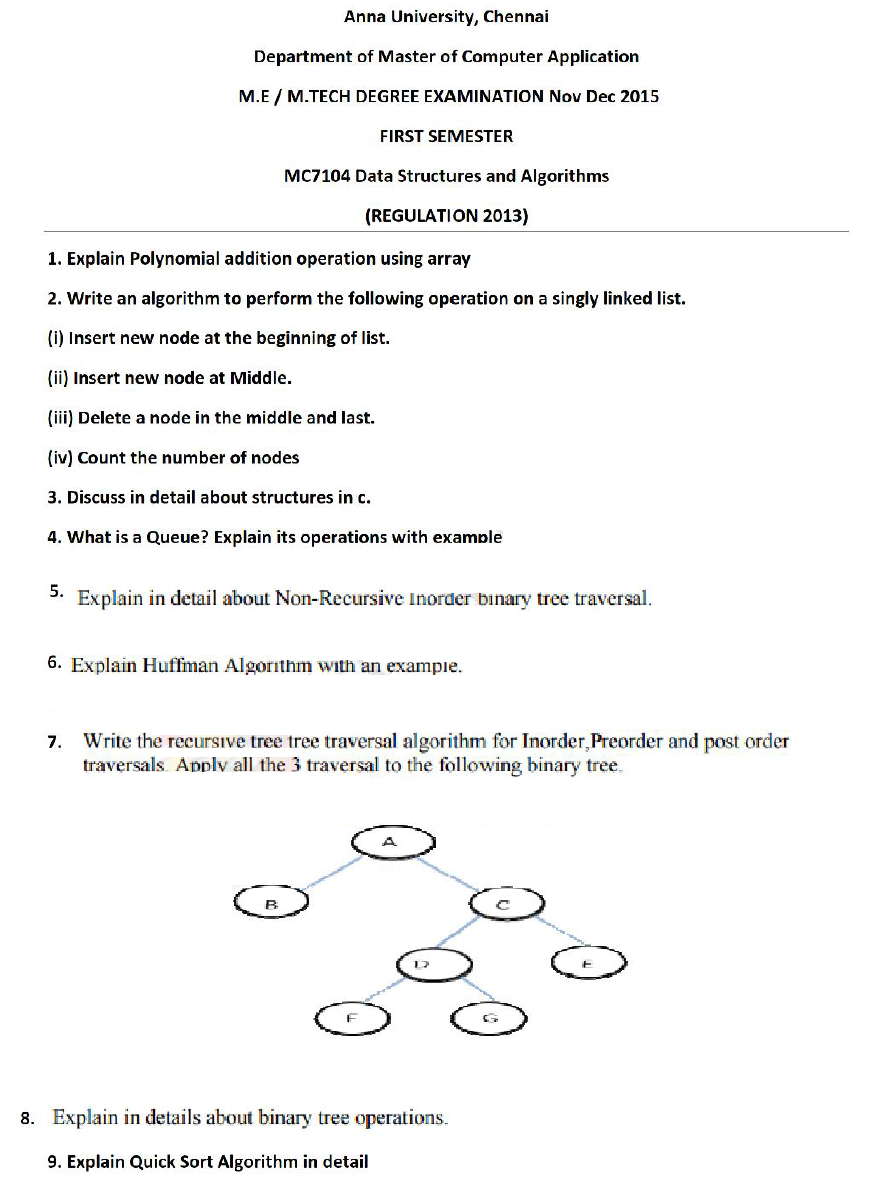 Anna University, Chennai
Department of Master of Computer Application
M.E / M.TECH DEGREE EXAMINATION Nov Dec 2015
FIRST SEMESTER
MC7104 Data Structures and Algorithms
(REGULATION 2013)
1. Explain Polynomial addition operation using array
2. Write an algorithm to perform the following operation on a singly linked list.
(i) Insert new node at the beginning of list.
(ii) Insert new node at Middle.
(iii) Delete a node in the middle and last.
(iv) Count the number of nodes
3. Discuss in detail about structures in c.
4. What is a Queue? Explain its operations with example
5. Explain in detail about Non-Recursive Inorder binary tree traversal.
6. Explain Huffman Algorithm with an example.
7. Write the recursive tree tree traversal algorithm for Inorder,Preorder and post order
traversals. Apply all the 3 traversal to the following binary tree.
A
B C
D E
F G
8. Explain in details about binary tree operations.
9. Explain Quick Sort Algorithm in detail